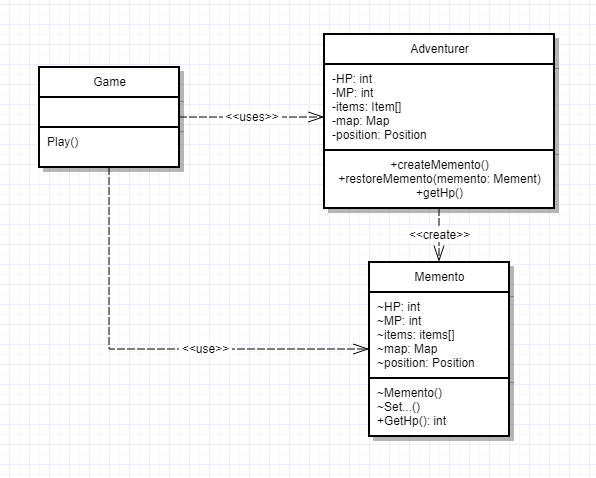 Adventurer
-HP: int
-MP: int
-items: Item[]
-map: Map
-position: Position
+createMemento()
+restoreMemento(memento: Mement)
+getHp()
Game
Play()
<<uses>>
<<create>>
Memento
~HP: int
~MP: int
~items: items[]
~map: Map
~position: Position
~Memento()
~Set...()
+GetHp(): int
<<use>>